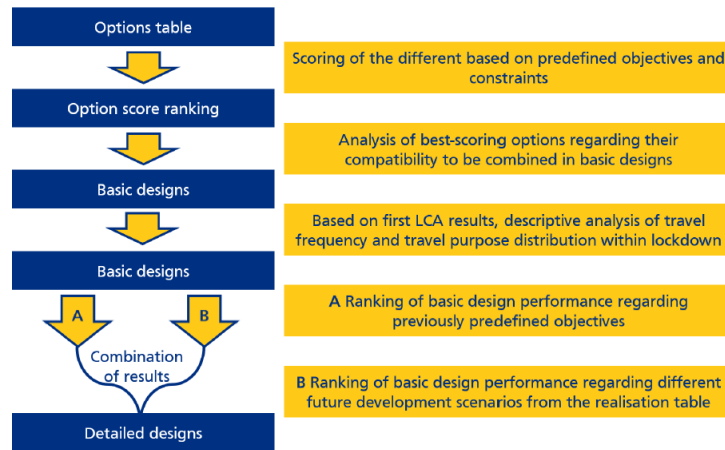 Options table
Scoring of the different based on predefined objectives and
constraints
Option score ranking
Analysis of best-scoring options regarding their
compatibility to be combined in basic designs
Basic designs
Based on first LCA results, descriptive analysis of travel
frequency and travel purpose distribution within lockdown
Basic designs
A Ranking of basic design performance regarding
previously predefined objectives
A
B
Combination
of results
B Ranking of basic design performance regarding different
future development scenarios from the realisation table
Detailed designs